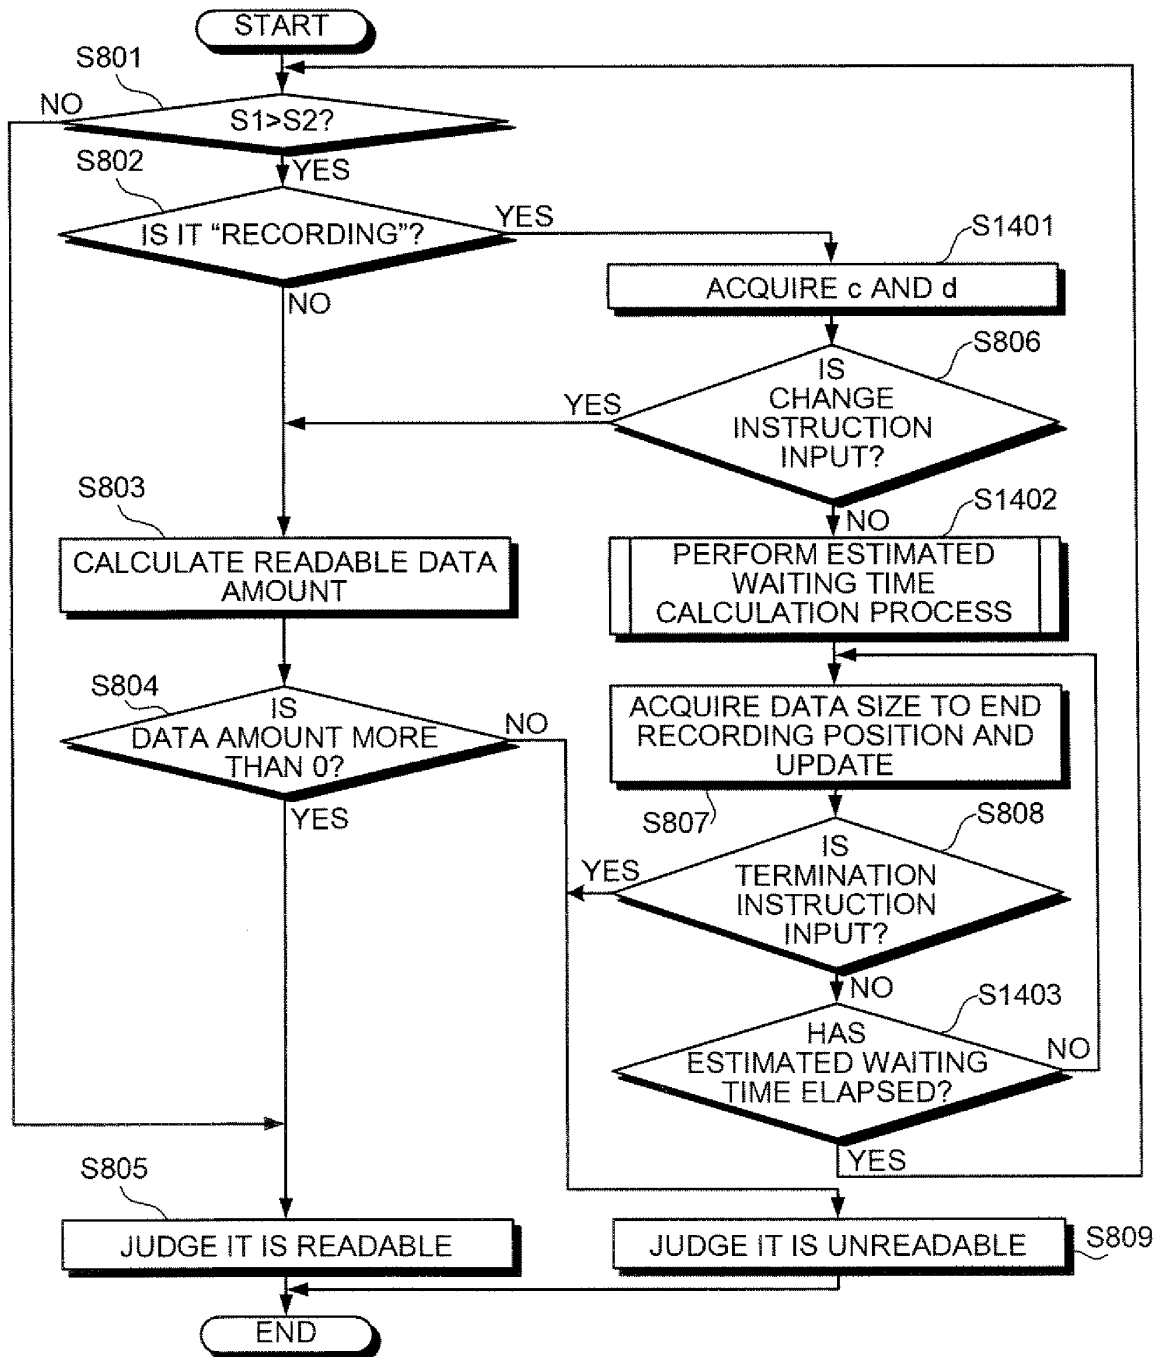 START
S801
NO
S1>S2?
YES
S802
IS IT “RECORDING”?
YES
NO
S1401
ACQUIRE c AND d
S806
IS
CHANGE
INSTRUCTION
INPUT?
YES
NO
S803
CALCULATE READABLE DATA
AMOUNT
S1402
PERFORM ESTIMATED
WAITING TIME
CALCULATION PROCESS
S804
IS
DATA AMOUNT MORE
THAN 0?
NO
YES
ACQUIRE DATA SIZE TO END
RECORDING POSITION AND
UPDATE
S807
S808
IS
TERMINATION
INSTRUCTION
INPUT?
YES
NO
S1403
HAS
ESTIMATED WAITING
TIME ELAPSED?
NO
YES
S805
JUDGE IT IS READABLE
JUDGE IT IS UNREADABLE
S809
END